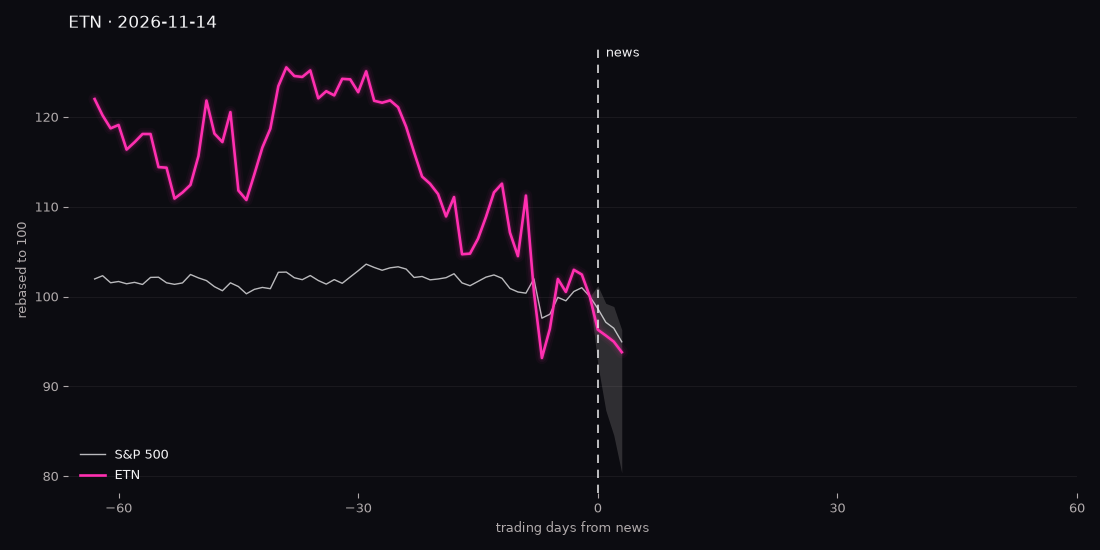 ETN · 2026-11-14
news
120
110
100
90
80
rebased to 100
S&P 500
ETN
−60
−30
0
30
60
trading days from news